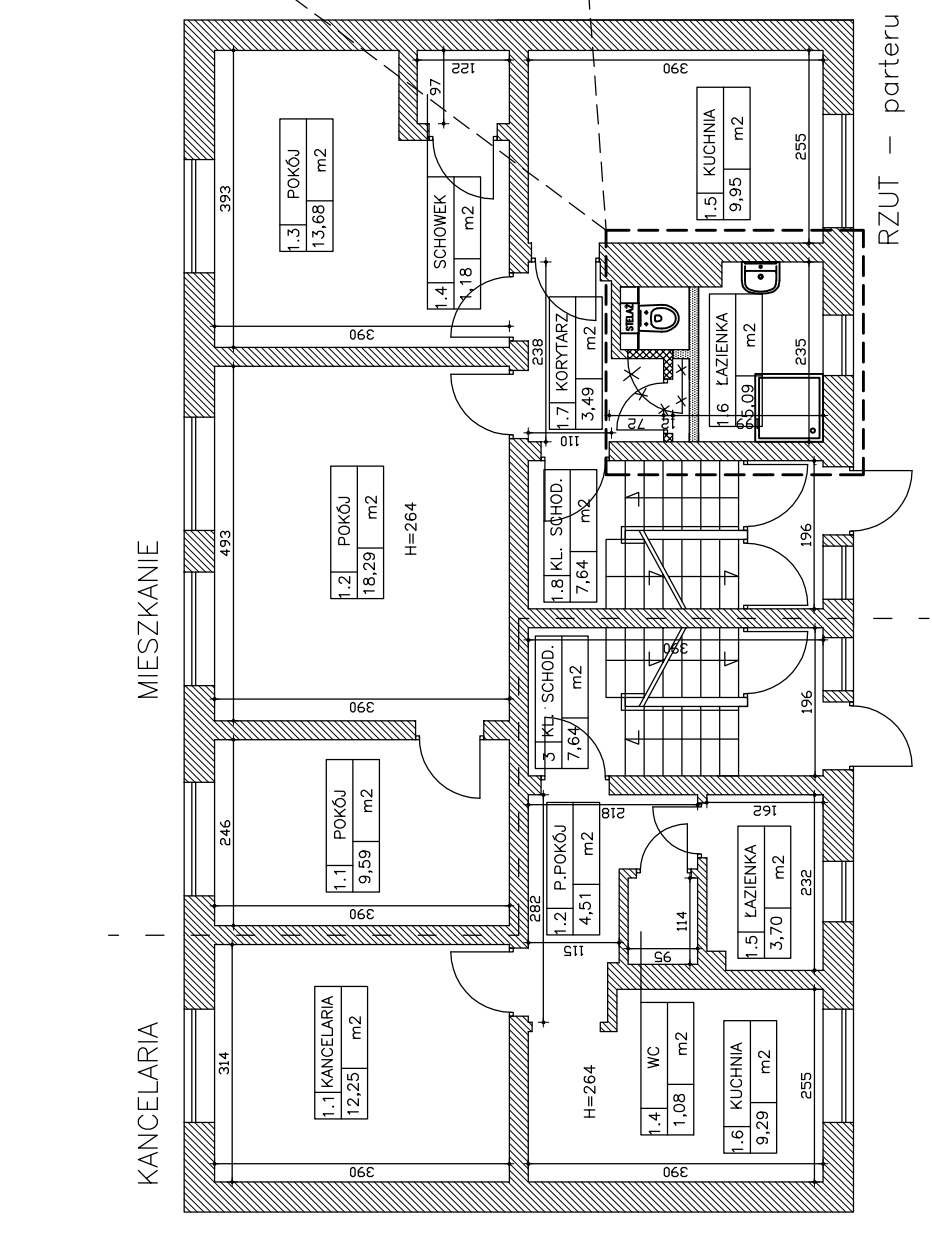 RZUT – parteru
MIESZKANIE
KANCELARIA
1.3 POKÓJ
13,68 m2
1.4 SCHOWEK
1,18 m2
1.5 KUCHNIA
9,95 m2
1.7 KORYTARZ
3,49 m2
STELAŻ
1.6 ŁAZIENKA
5,09 m2
1.2 POKÓJ
18,29 m2
H=264
1.8 KL. SCHOD.
7,64 m2
3 KL. SCHOD.
7,64 m2
1.1 POKÓJ
9,59 m2
1.2 P.POKÓJ
4,51 m2
1.5 ŁAZIENKA
3,70 m2
1.1 KANCELARIA
12,25 m2
H=264
1.4 WC
1,08 m2
1.6 KUCHNIA
9,29 m2
393
390
122
97
390
255
238
110
72
12
235
493
390
196
390
196
246
390
282
218
162
115
95
114
232
314
390
390
255